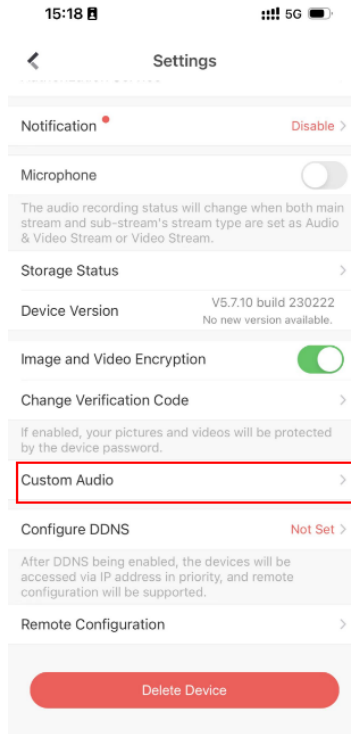 15:18
5G
Settings
Notification
Disable
Microphone
The audio recording status will change when both main
stream and sub-stream's stream type are set as Audio
& Video Stream or Video Stream.
Storage Status
Device Version
V5.7.10 build 230222
No new version available.
Image and Video Encryption
Change Verification Code
If enabled, your pictures and videos will be protected
by the device password.
Custom Audio
Configure DDNS
Not Set
After DDNS being enabled, the devices will be
accessed via IP address in priority, and remote
configuration will be supported.
Remote Configuration
Delete Device